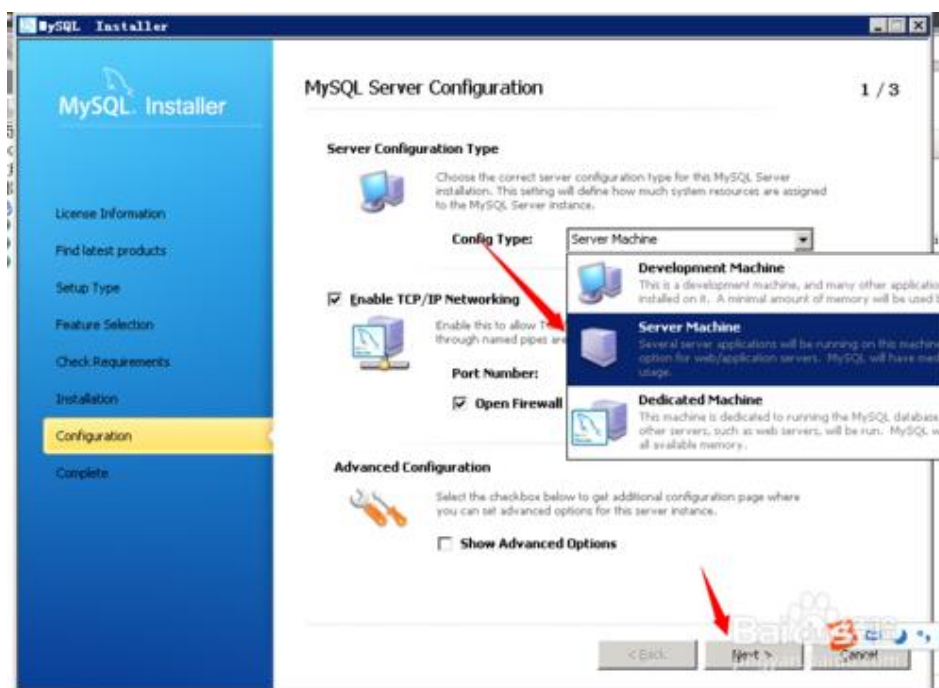 MySQL Installer
MySQL. Installer
MySQL Server Configuration
1 / 3
License Information
Find latest products
Setup Type
Feature Selection
Check Requirements
Installation
Configuration
Complete
Server Configuration Type
Choose the correct server configuration type for this MySQL Server
installation. This setting will define how much system resources are assigned
to the MySQL Server instance.
Config Type:
Server Machine
Development Machine
This is a development machine, and many other applicatio
installed on it. A minimal amount of memory will be used
Server Machine
Several server applications will be running on this machine
option for web/application servers. MySQL will have med
usage.
Dedicated Machine
This machine is dedicated to running the MySQL database
other servers, such as web servers, will be run. MySQL w
all available memory.
Enable TCP/IP Networking
Enable this to allow T
through named pipes are
Port Number:
Open Firewall
Advanced Configuration
Select the checkbox below to get additional configuration page where
you can set advanced options for this server instance.
Show Advanced Options
< Back
Next >
Cancel